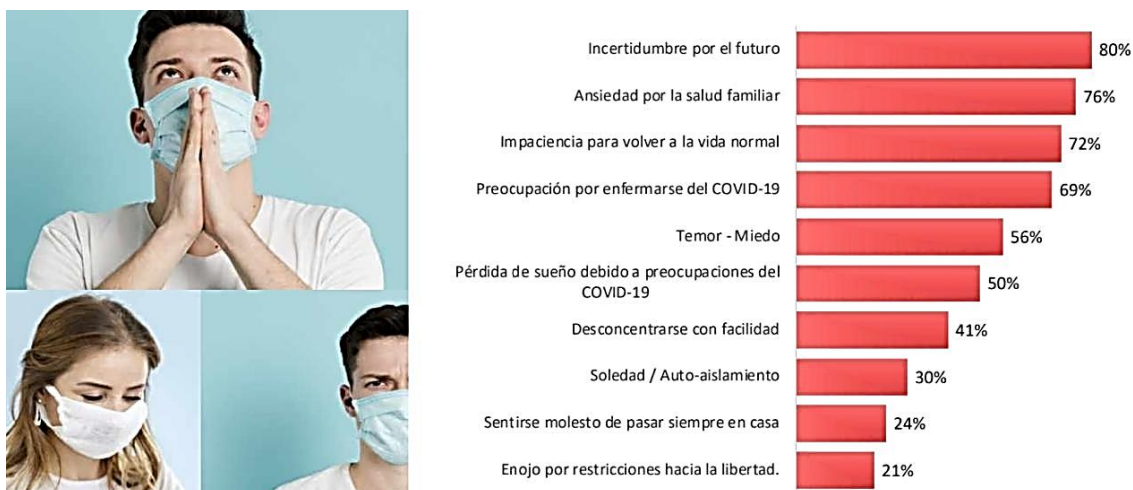 Incertidumbre por el futuro 80%
Ansiedad por la salud familiar 76%
Impaciencia para volver a la vida normal 72%
Preocupación por enfermarse del COVID-19 69%
Temor - Miedo 56%
Pérdida de sueño debido a preocupaciones del
COVID-19 50%
Desconcentrarse con facilidad 41%
Soledad / Auto-aislamiento 30%
Sentirse molesto de pasar siempre en casa 24%
Enojo por restricciones hacia la libertad. 21%